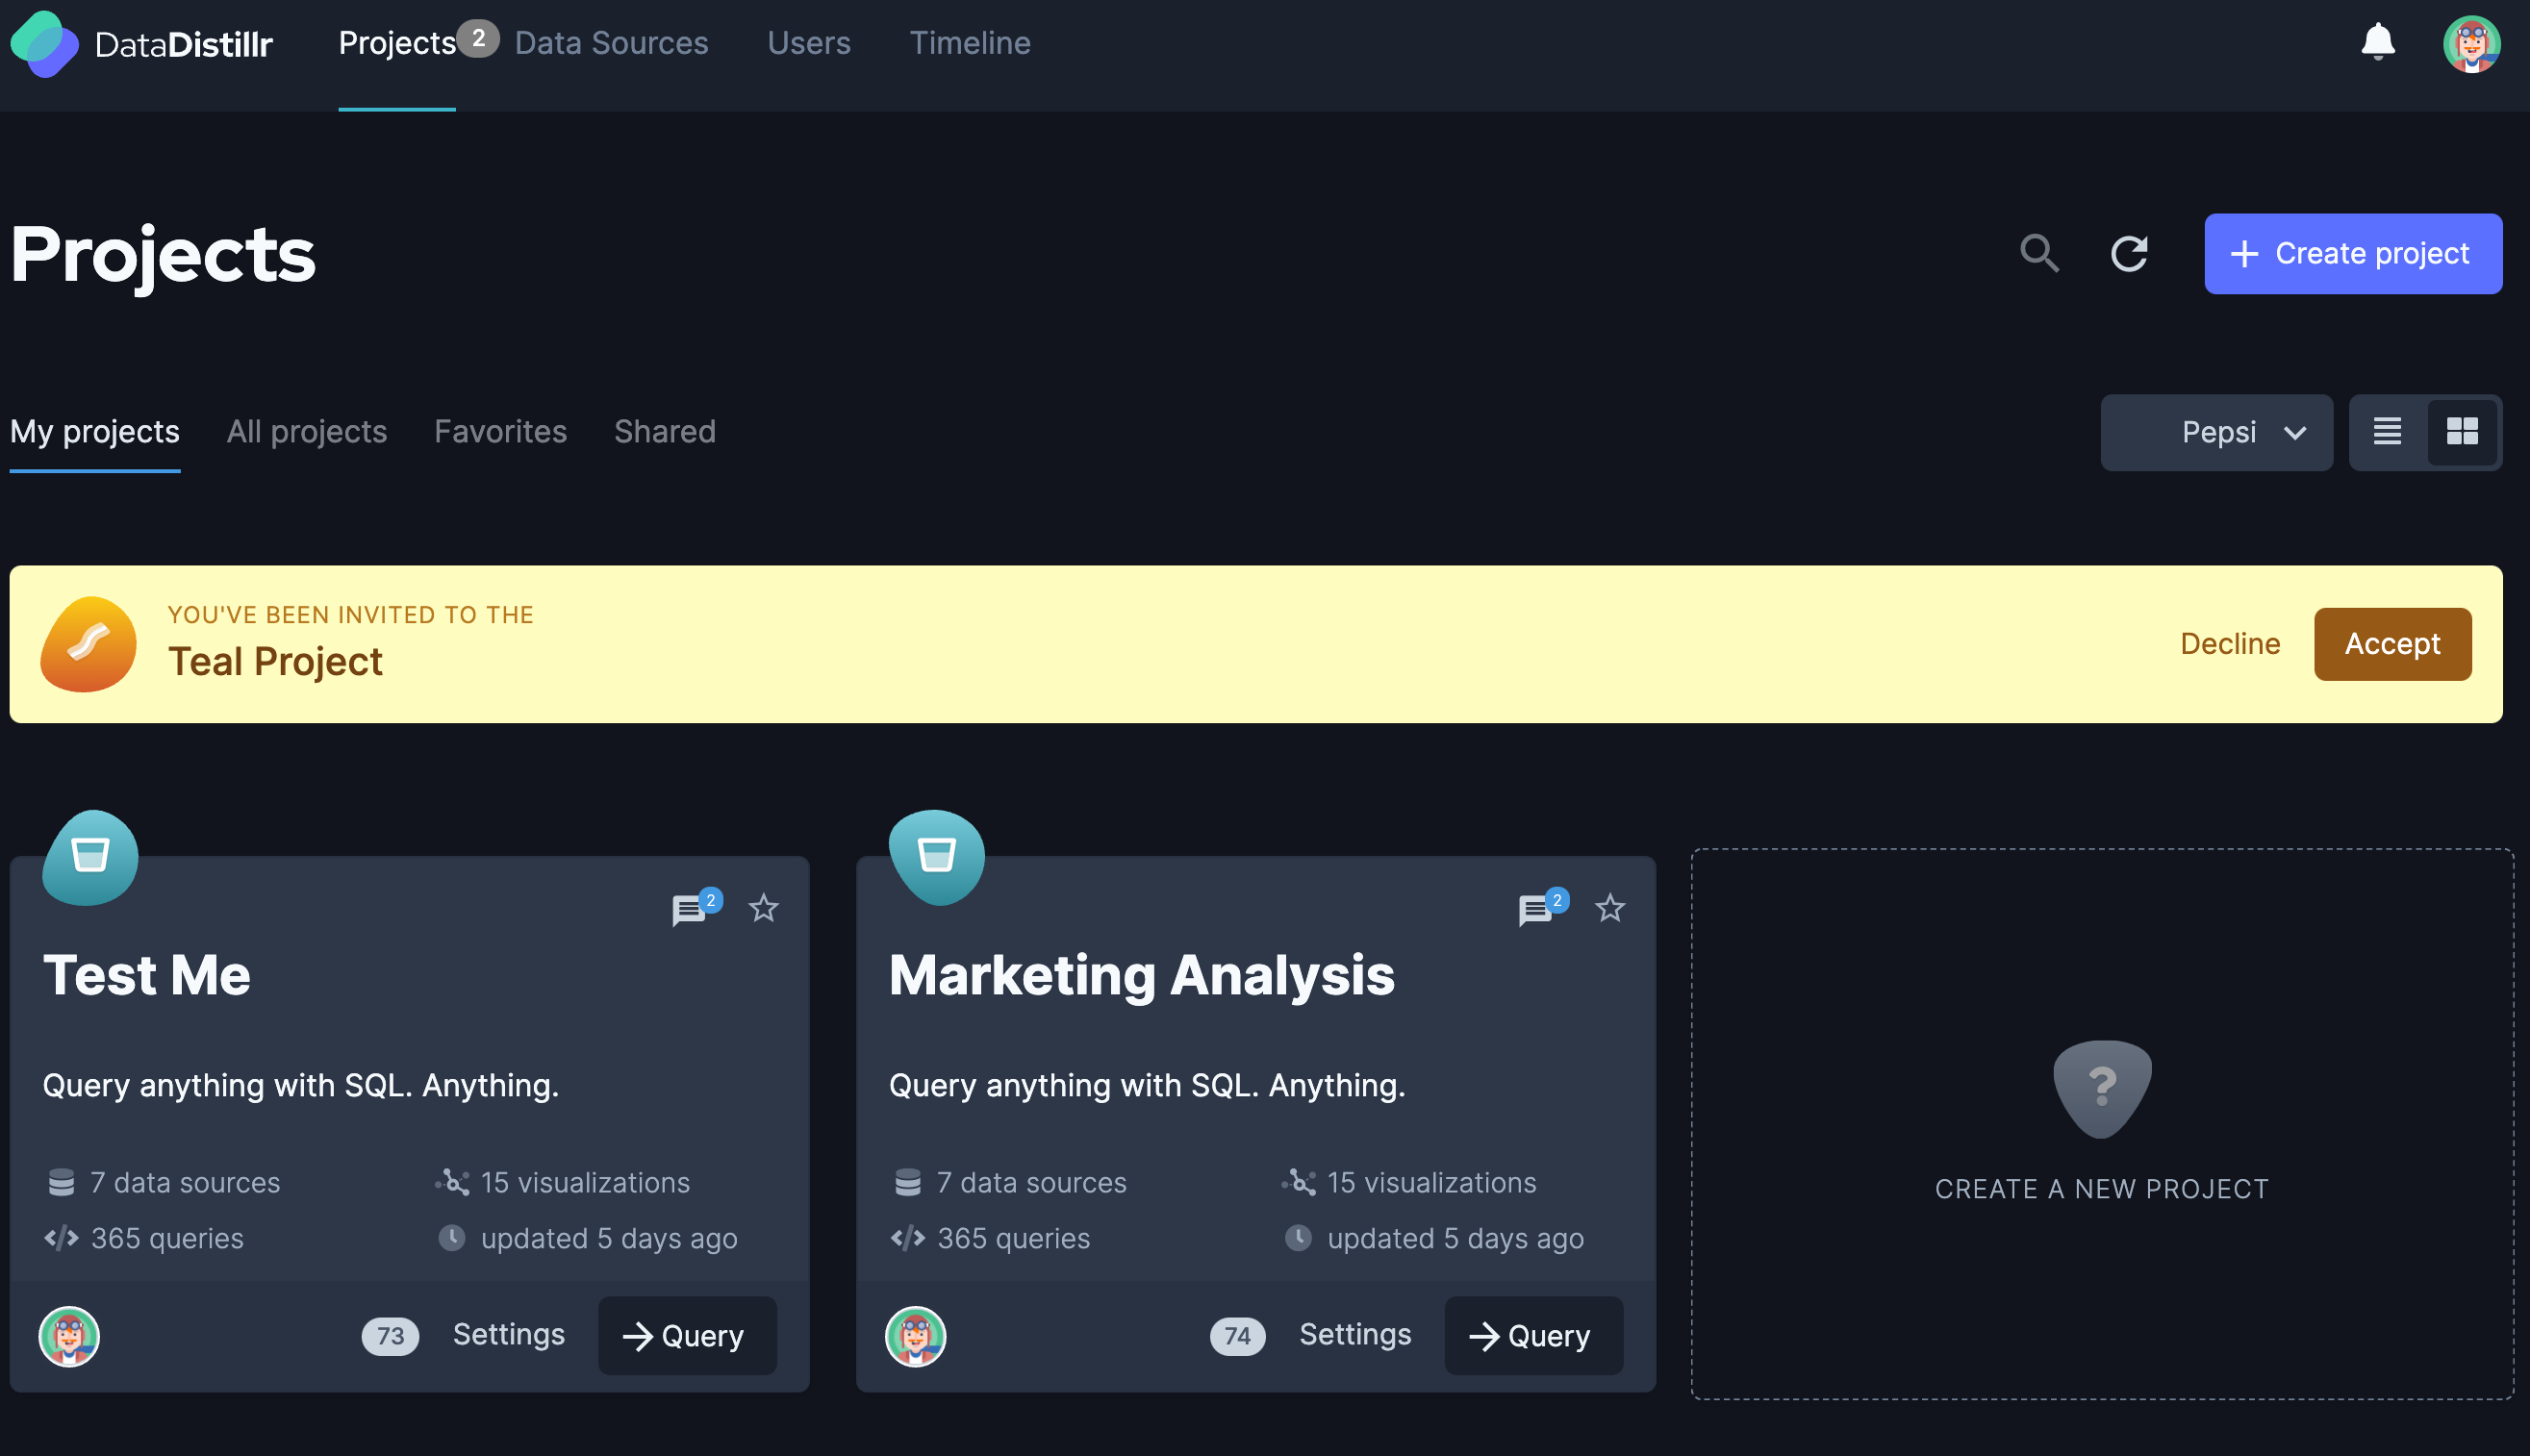 DataDistillr Projects 2 Data Sources Users Timeline
Projects
Create project
My projects All projects Favorites Shared
Pepsi
YOU'VE BEEN INVITED TO THE
Teal Project
Decline Accept
2
Test Me
Query anything with SQL. Anything.
7 data sources 15 visualizations
365 queries updated 5 days ago
73 Settings Query
2
Marketing Analysis
Query anything with SQL. Anything.
7 data sources 15 visualizations
365 queries updated 5 days ago
74 Settings Query
?
CREATE A NEW PROJECT